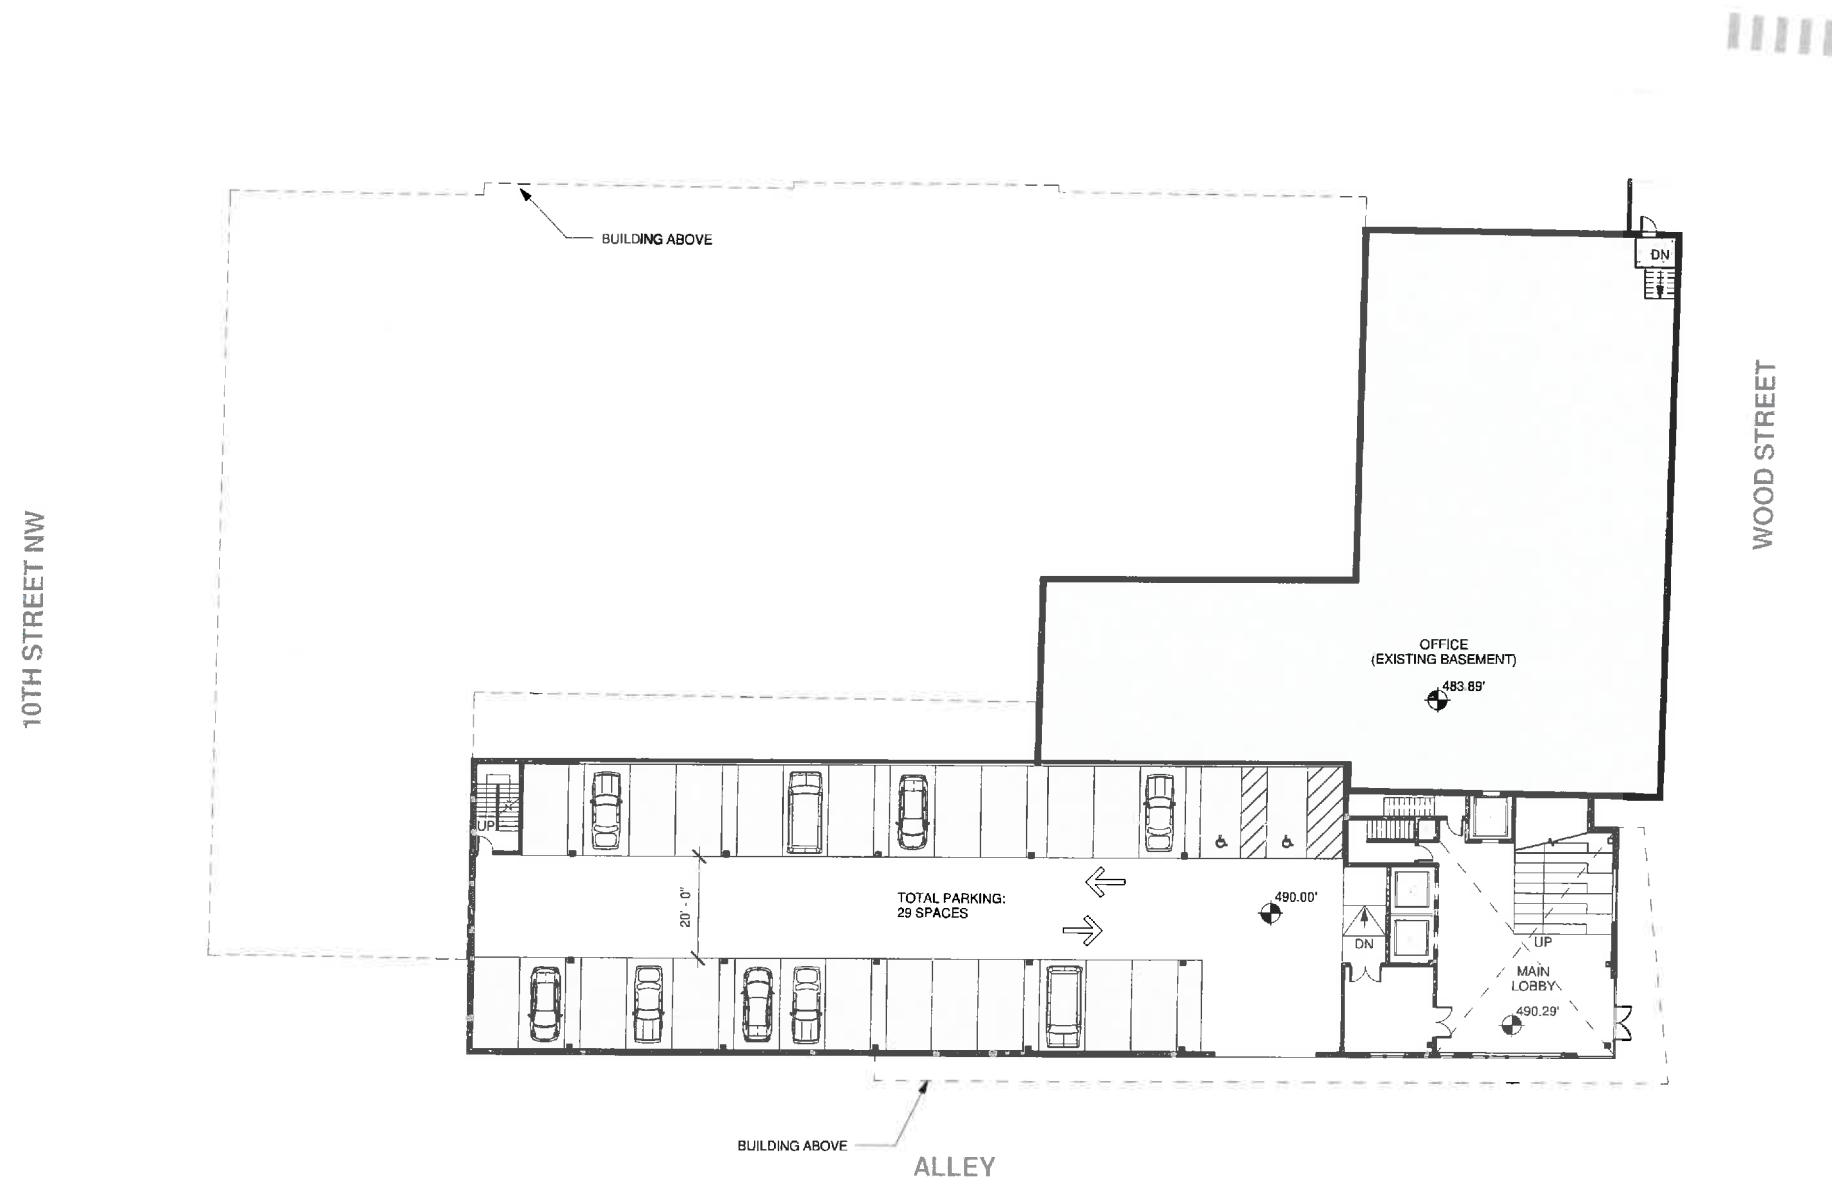 BUILDING ABOVE
DN
WOOD STREET
10TH STREET NW
OFFICE
(EXISTING BASEMENT)
483.89'
UP
20' - 0"
TOTAL PARKING:
29 SPACES
490.00'
DN
UP
MAIN
LOBBY
490.29'
BUILDING ABOVE
ALLEY